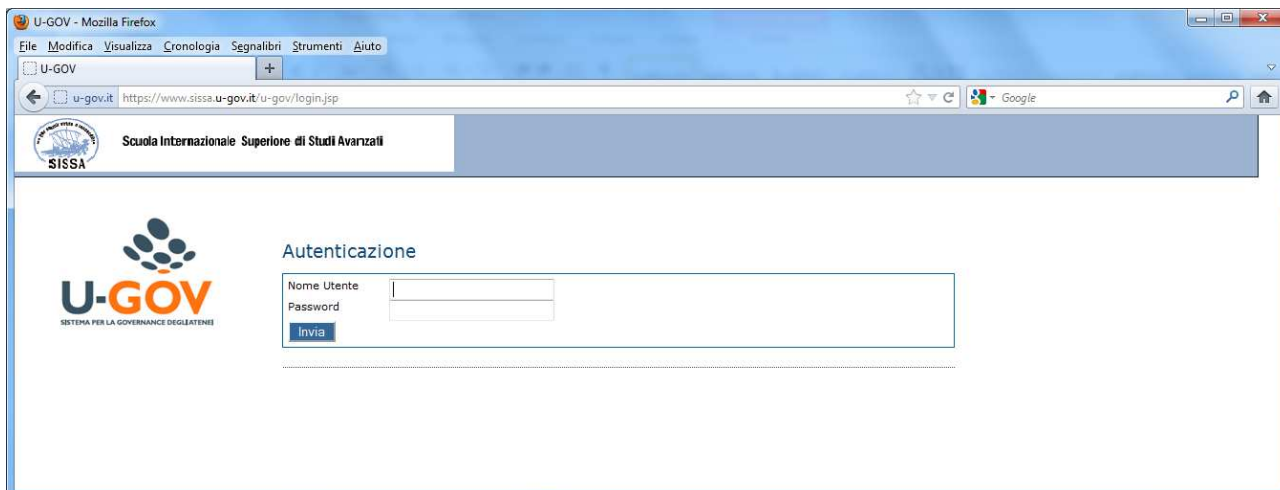 U-GOV - Mozilla Firefox
File Modifica Visualizza Cronologia Segnalibri Strumenti Aiuto
U-GOV
u-gov.it https://www.sissa.u-gov.it/u-gov/login.jsp Google
Scuola Internazionale Superiore di Studi Avanzati
SISSA
Autenticazione
Nome Utente
Password
Invia
U-GOV
SISTEMA PER LA GOVERNANCE DEGLI ATENEI